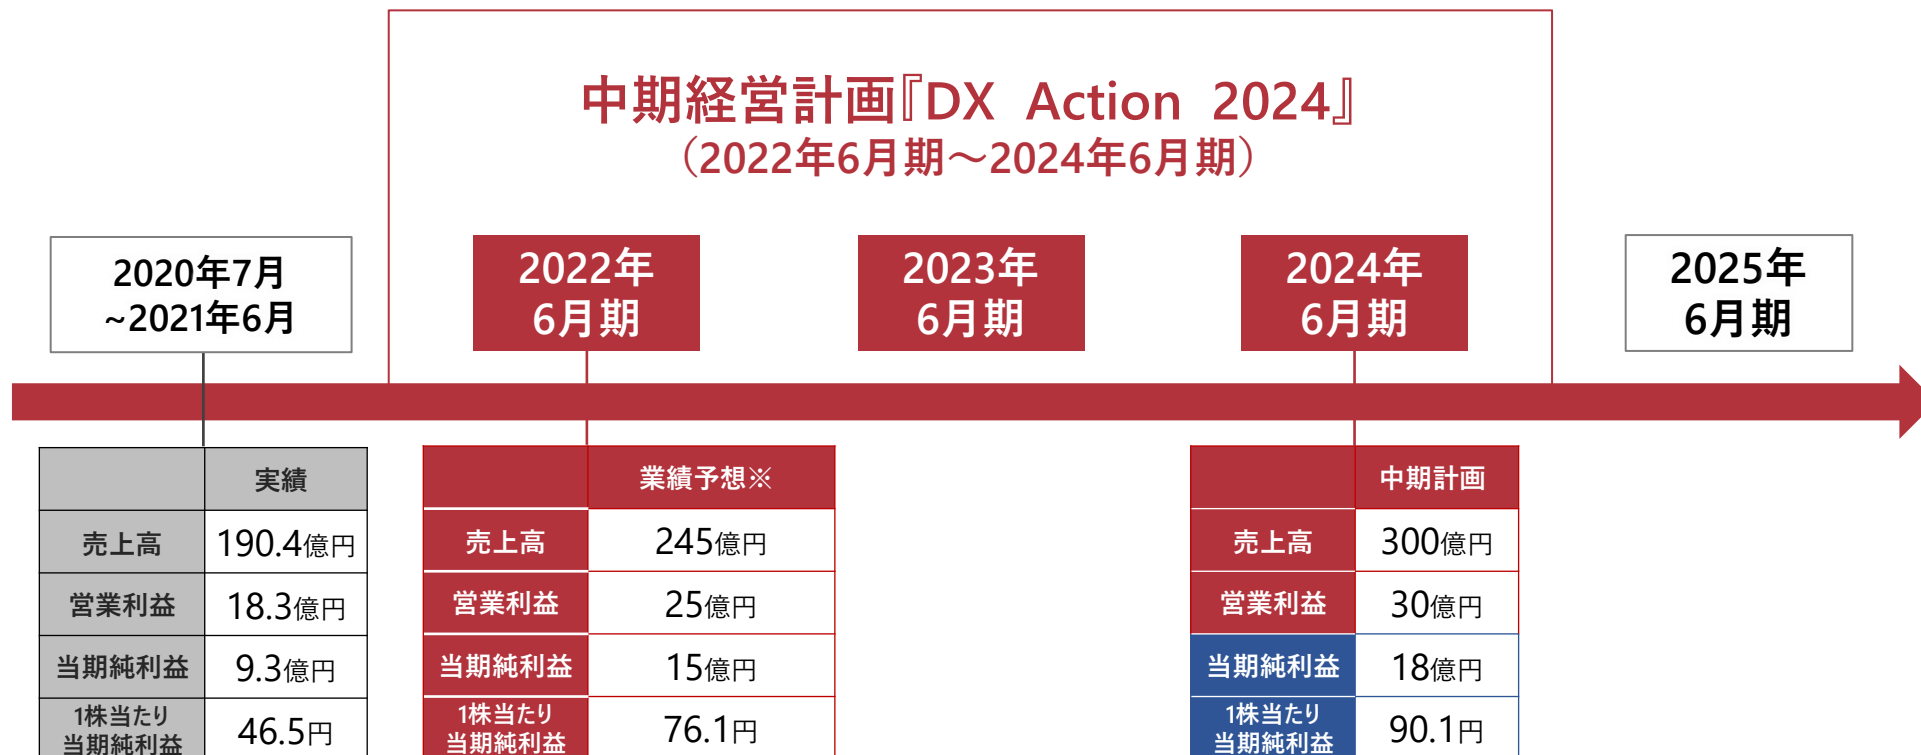 中期経営計画『DX Action 2024』
（2022年6月期～2024年6月期）
2020年7月
~2021年6月
2022年
6月期
2023年
6月期
2024年
6月期
2025年
6月期
実績
売上高 190.4億円
営業利益 18.3億円
当期純利益 9.3億円
1株当たり
当期純利益 46.5円
業績予想※
売上高 245億円
営業利益 25億円
当期純利益 15億円
1株当たり
当期純利益 76.1円
中期計画
売上高 300億円
営業利益 30億円
当期純利益 18億円
1株当たり
当期純利益 90.1円